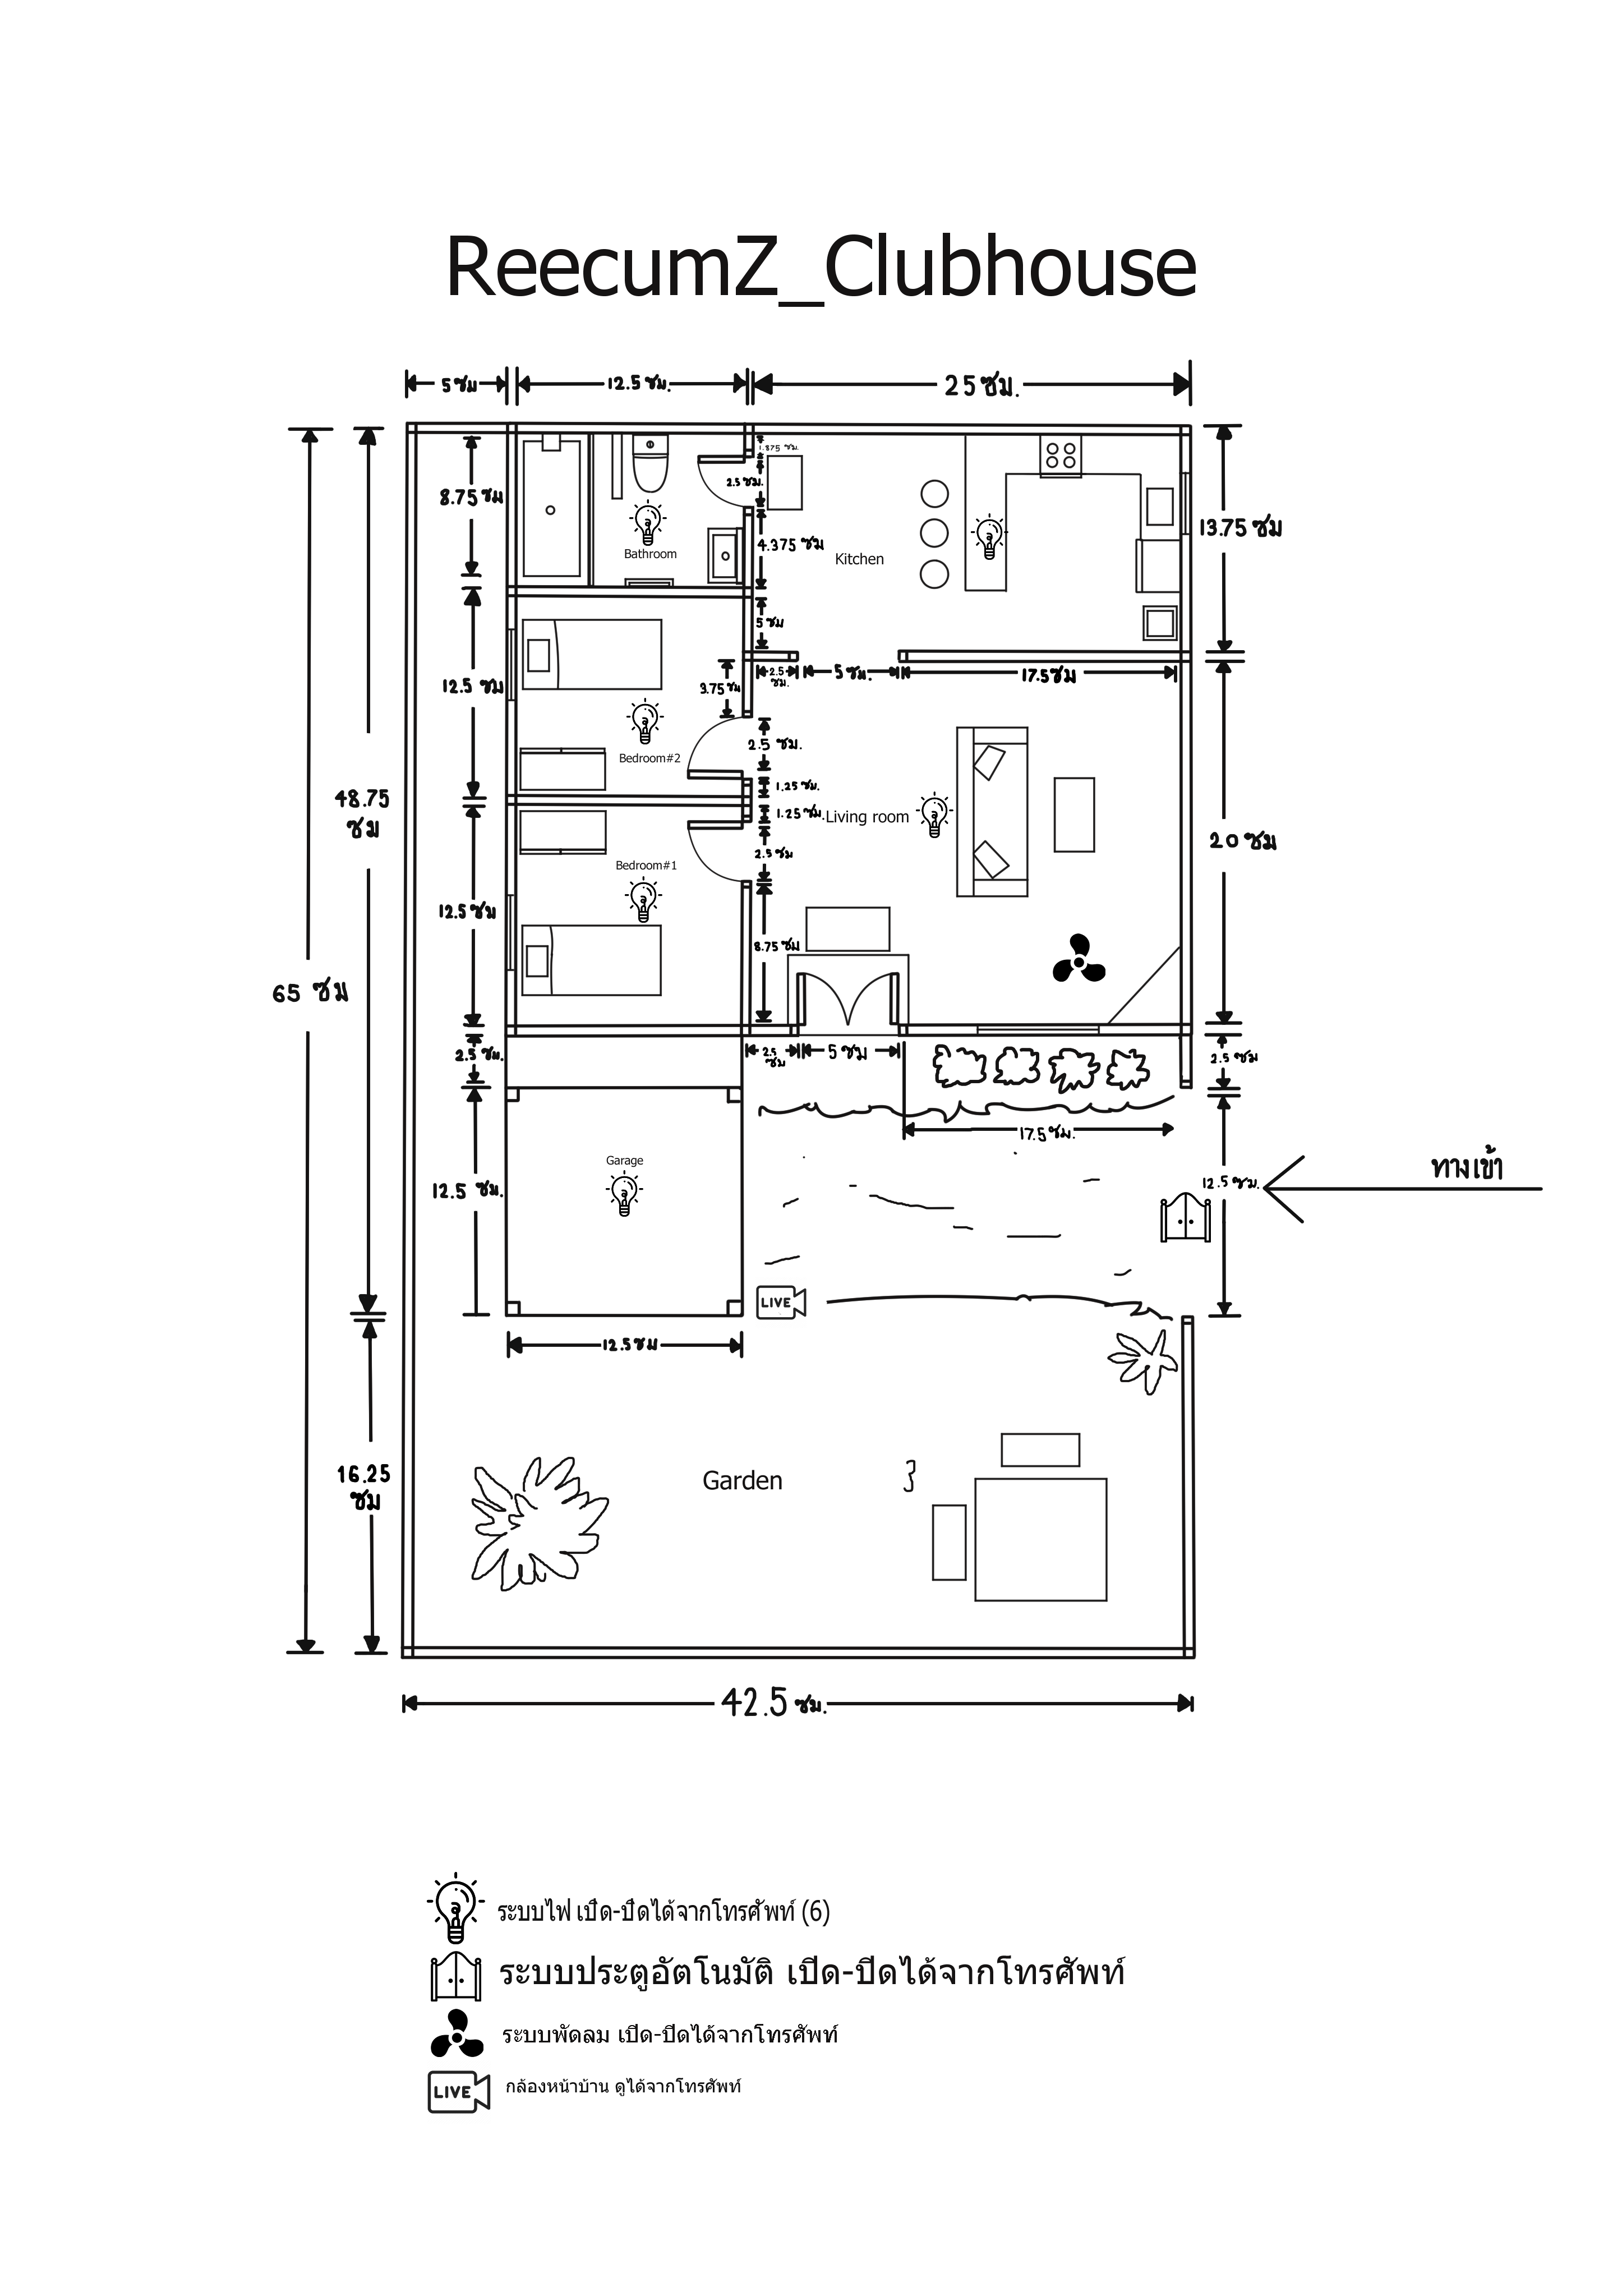 ReecumZ_Clubhouse
5 ซม
12.5 ซม.
25 ซม.
1.875 ซม.
8.75 ซม
2.5 ซม.
13.75 ซม
4.375 ซม
Bathroom
Kitchen
5 ซม
12.5 ซม
3.75 ซม
2.5
ซม.
5 ซม.
17.5 ซม
2.5 ซม.
Bedroom#2
1.25 ซม.
48.75
ซม
1.25 ซม.
Living room
20 ซม
2.5 ซม
Bedroom#1
12.5 ซม
8.75 ซม
65 ซม
2.5 ซม.
2.5
ซม
5 ซม
2.5 ซม
17.5 ซม.
Garage
ทางเข้า
12.5 ซม.
12.5 ซม.
LIVE
12.5 ซม
16.25
ซม
Garden
42.5 ซม.
ระบบไฟ เปิด-ปิดได้จากโทรศัพท์ (6)
ระบบประตูอัตโนมัติ เปิด-ปิดได้จากโทรศัพท์
ระบบพัดลม เปิด-ปิดได้จากโทรศัพท์
LIVE
กล้องหน้าบ้าน ดูได้จากโทรศัพท์